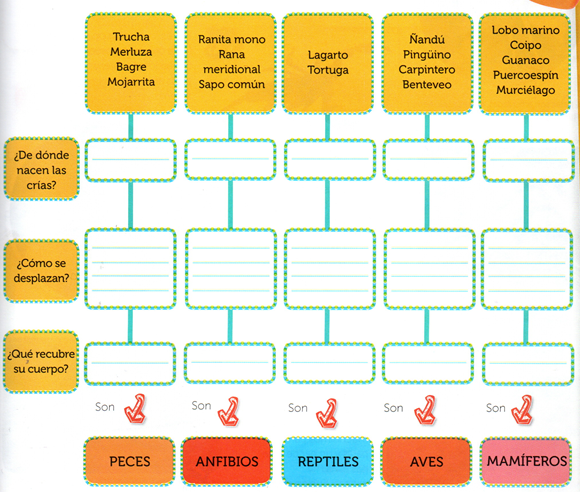 Trucha
Merluza
Bagre
Mojarrita
Ranita mono
Rana
meridional
Sapo común
Lagarto
Tortuga
Ñandú
Pingüino
Carpintero
Benteveo
Lobo marino
Coipo
Guanaco
Puercoespín
Murciélago
¿De dónde
nacen las
crías?
¿Cómo se
desplazan?
¿Qué recubre
su cuerpo?
Son
Son
Son
Son
Son
PECES
ANFIBIOS
REPTILES
AVES
MAMÍFEROS